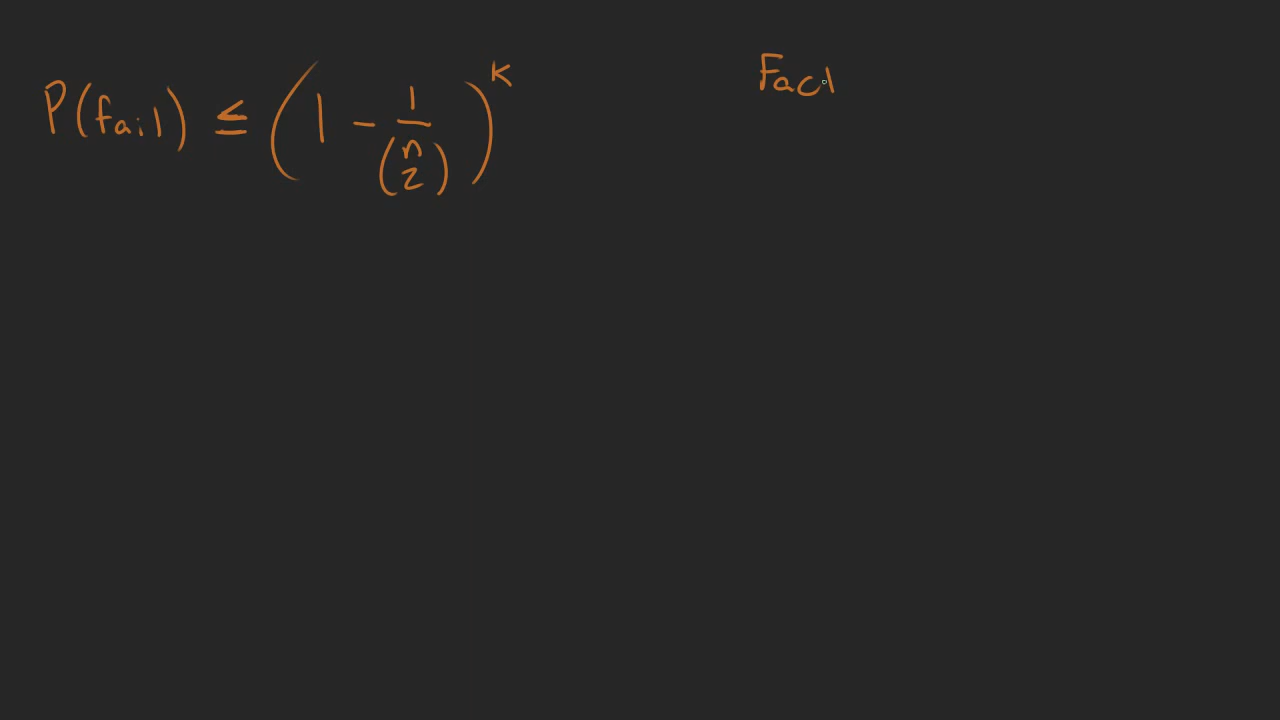 P(fail) ≤ (1 - 1/(n 2))^K
Fac